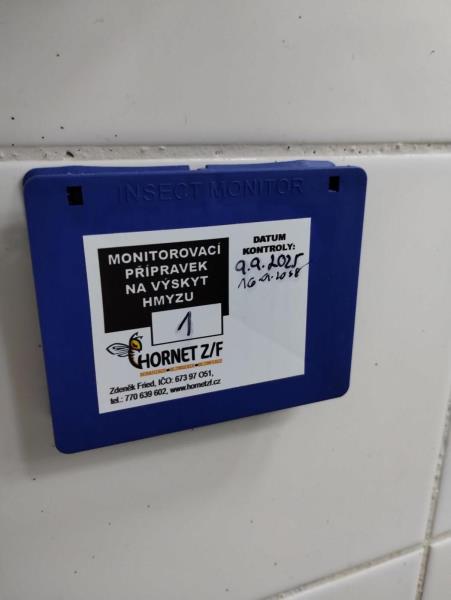 INSECT MONITOR
MONITOROVACÍ
PŘÍPRAVEK
NA VÝSKYT
HMYZU
1
HORNET Z/F
Zdeněk Fried, IČO: 673 97 051,
tel.: 770 639 602, www.hornetzf.cz
DATUM
KONTROLY:
9.9.2025